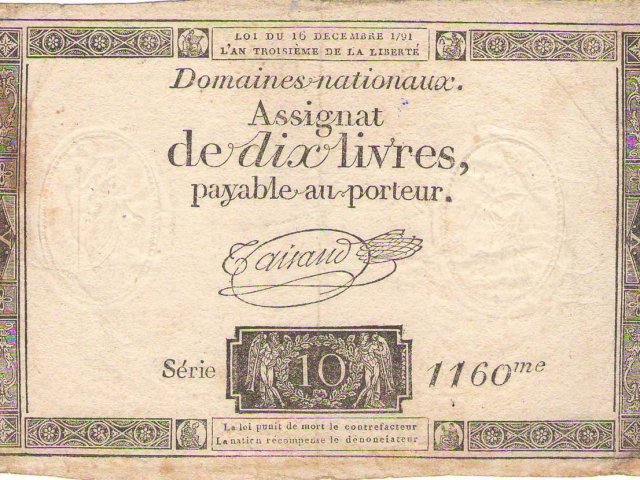 LOI DU 16 DECEMBRE 1791
L'AN TROISIÈME DE LA LIBERTÉ
Domaines nationaux.
Assignat
de dix livres,
payable au porteur.
Taisaud
Série 10 1160me
La loi punit de mort le contrefacteur
La nation récompense le dénonciateur